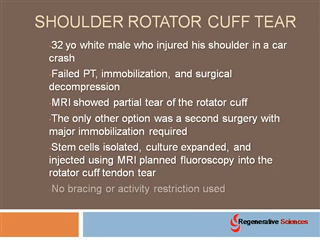 SHOULDER ROTATOR CUFF TEAR
·32 yo white male who injured his shoulder in a car
crash
·Failed PT, immobilization, and surgical
decompression
·MRI showed partial tear of the rotator cuff
·The only other option was a second surgery with
major immobilization required
·Stem cells isolated, culture expanded, and
injected using MRI planned fluoroscopy into the
rotator cuff tendon tear
·No bracing or activity restriction used
Regenerative Sciences